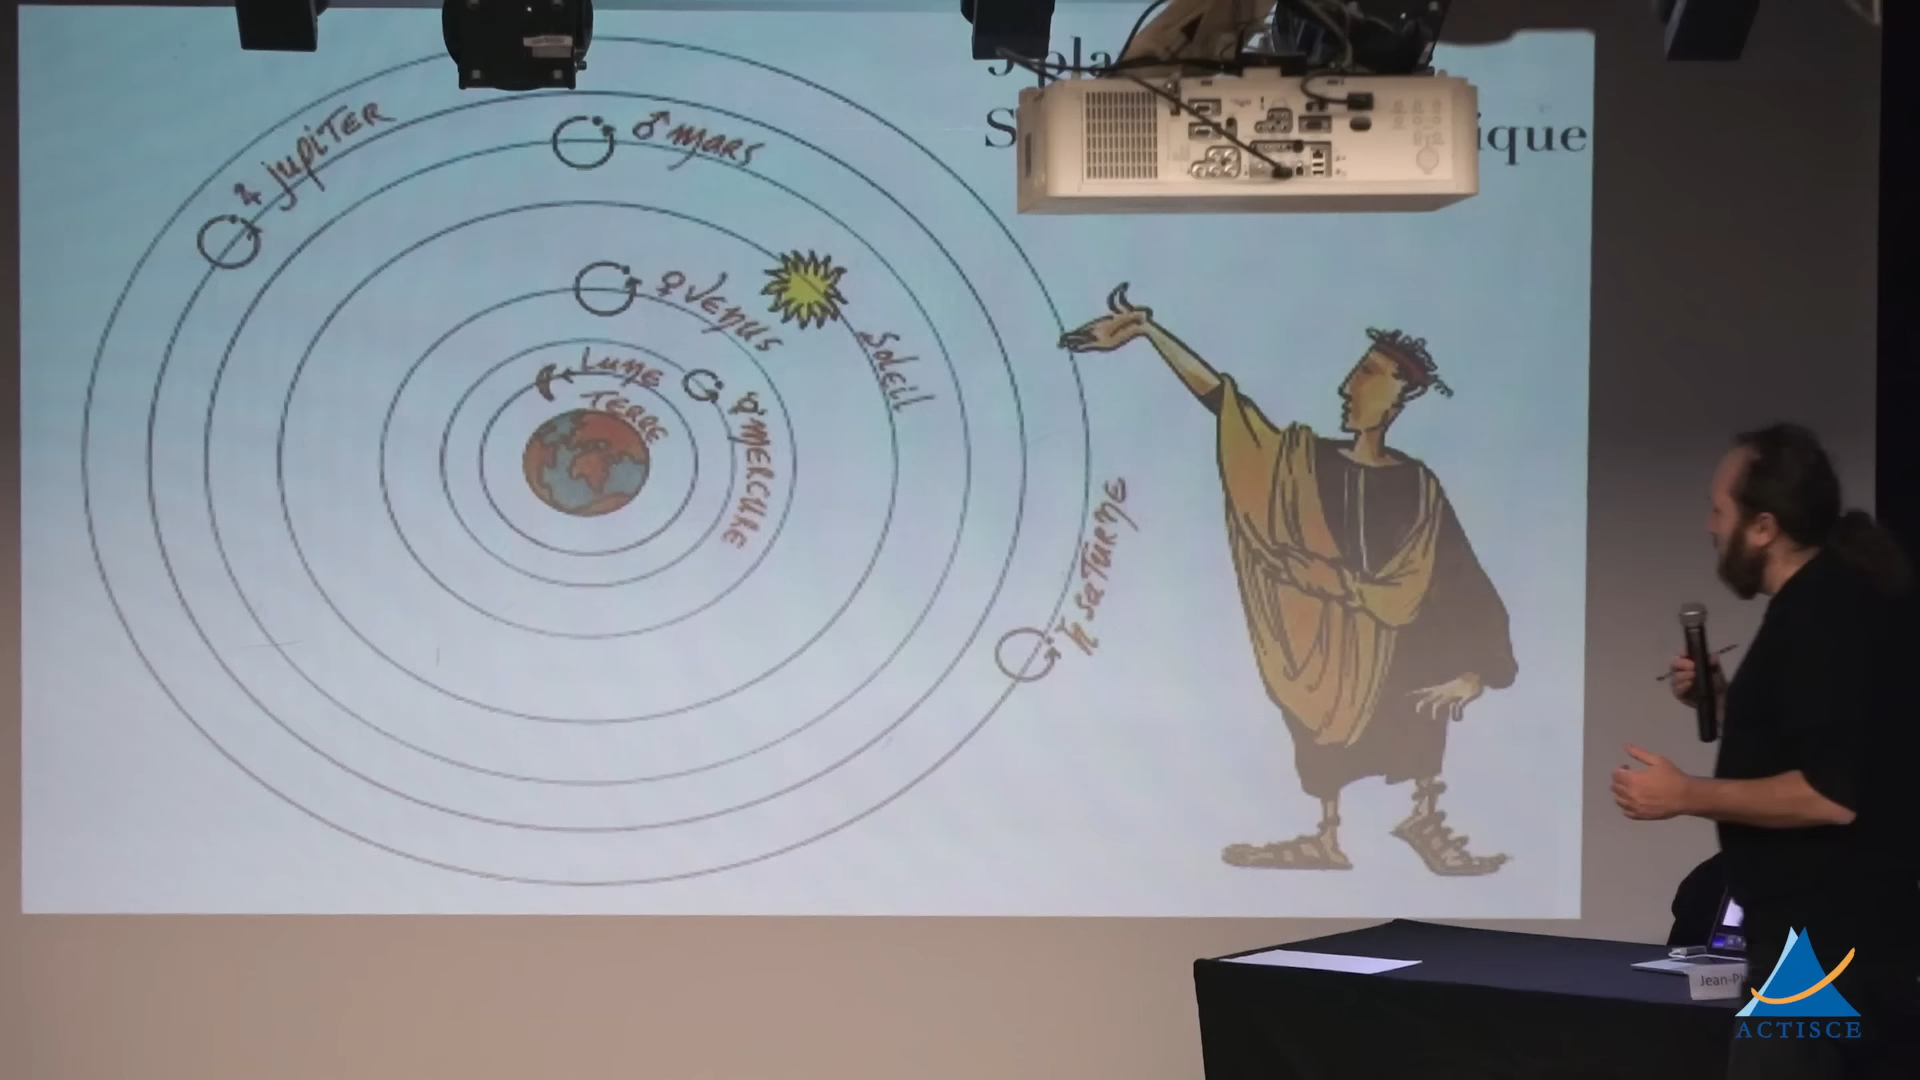 ique
♃ jupiTER
♂ mars
♀ Venus
Soleil
Lune
TERRE
☿ MERCURE
♄ saTurne
Jean-P
ACTISCE